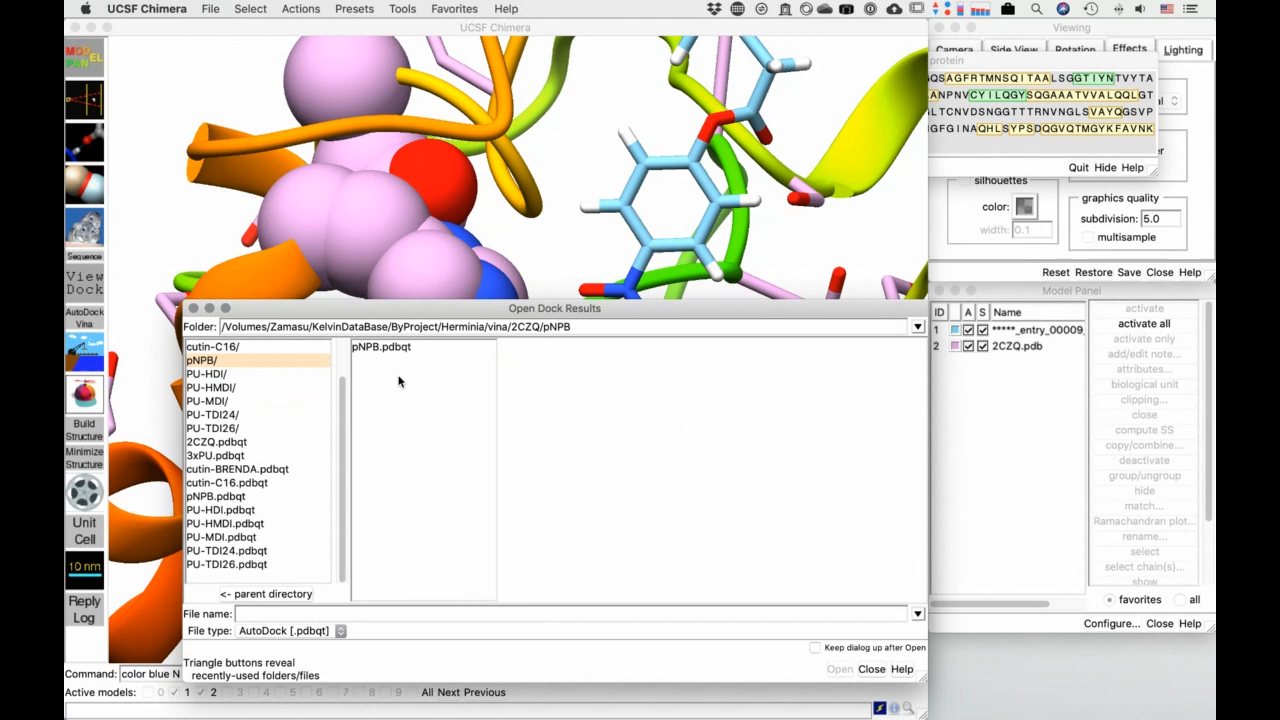 UCSF Chimera File Select Actions Presets Tools Favorites Help
UCSF Chimera
Viewing
Camera Side View Rotation Effects Lighting
protein
QSAGFRTMNSQITAALSGGTIYNTVYTA
ANPNVCYILQGYSQGAAATVVALQQLGT
LTCNVDSNGGTTTRNVNGLSVAYQGSVP
GFGINAQHLSYPSDQGVQTMGYKFAVNK
Quit Hide Help
silhouettes
color:
width: 0.1
graphics quality
subdivision: 5.0
multisample
Reset Restore Save Close Help
Model Panel
ID A S Name
1 *****_entry_00009
2 2CZQ.pdb
activate
activate all
activate only
add/edit note...
attributes...
biological unit
clipping...
close
compute SS
copy/combine...
deactivate
group/ungroup
hide
match...
Ramachandran plot...
rename...
select
select chain(s)...
show
favorites all
Configure... Close Help
Sequence
View
Dock
AutoDock
Vina
Build
Structure
Minimize
Structure
Unit
Cell
10 nm
Reply
Log
Open Dock Results
Folder: /Volumes/Zamasu/KelvinDataBase/ByProject/Herminia/vina/2CZQ/pNPB
cutin-C16/
pNPB/
PU-HDI/
PU-HMDI/
PU-MDI/
PU-TDI24/
PU-TDI26/
2CZQ.pdbqt
3xPU.pdbqt
cutin-BRENDA.pdbqt
cutin-C16.pdbqt
pNPB.pdbqt
PU-HDI.pdbqt
PU-HMDI.pdbqt
PU-MDI.pdbqt
PU-TDI24.pdbqt
PU-TDI26.pdbqt
pNPB.pdbqt
<- parent directory
File name:
File type: AutoDock [.pdbqt]
Keep dialog up after Open
Triangle buttons reveal
recently-used folders/files
Open Close Help
Command: color blue N
Active models: 0 1 2 3 4 5 6 7 8 9 All Next Previous